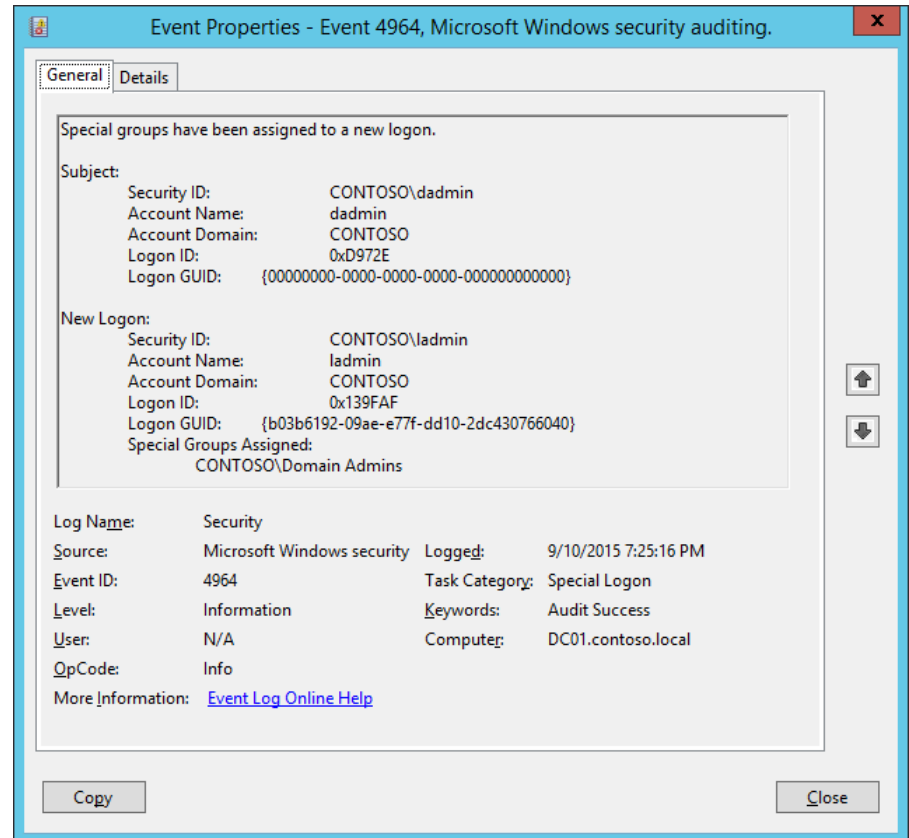 Event Properties - Event 4964, Microsoft Windows security auditing.
x
General Details
Special groups have been assigned to a new logon.
Subject:
Security ID: CONTOSO\dadmin
Account Name: dadmin
Account Domain: CONTOSO
Logon ID: 0xD972E
Logon GUID: {00000000-0000-0000-0000-000000000000}
New Logon:
Security ID: CONTOSO\ladmin
Account Name: ladmin
Account Domain: CONTOSO
Logon ID: 0x139FAF
Logon GUID: {b03b6192-09ae-e77f-dd10-2dc430766040}
Special Groups Assigned:
CONTOSO\Domain Admins
Log Name: Security
Source: Microsoft Windows security Logged: 9/10/2015 7:25:16 PM
Event ID: 4964 Task Category: Special Logon
Level: Information Keywords: Audit Success
User: N/A Computer: DC01.contoso.local
OpCode: Info
More Information: Event Log Online Help
Copy Close